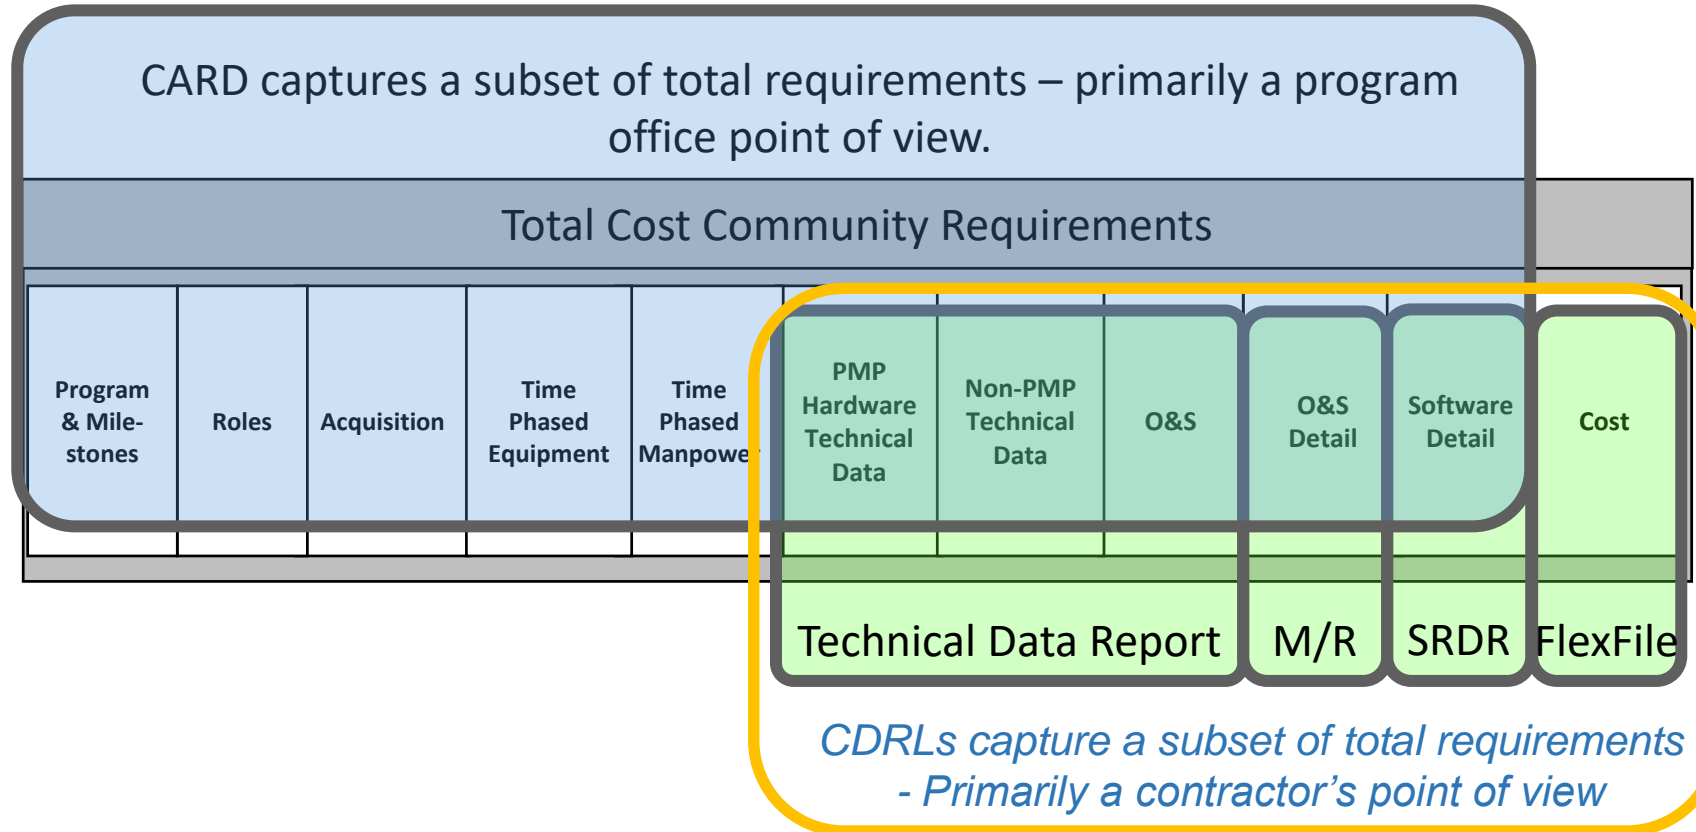 CARD captures a subset of total requirements – primarily a program
office point of view.
Total Cost Community Requirements
Program
& Mile-
stones
Roles
Acquisition
Time
Phased
Equipment
Time
Phased
Manpower
PMP
Hardware
Technical
Data
Non-PMP
Technical
Data
O&S
O&S
Detail
Software
Detail
Cost
Technical Data Report
M/R
SRDR
FlexFile
CDRLs capture a subset of total requirements
- Primarily a contractor’s point of view